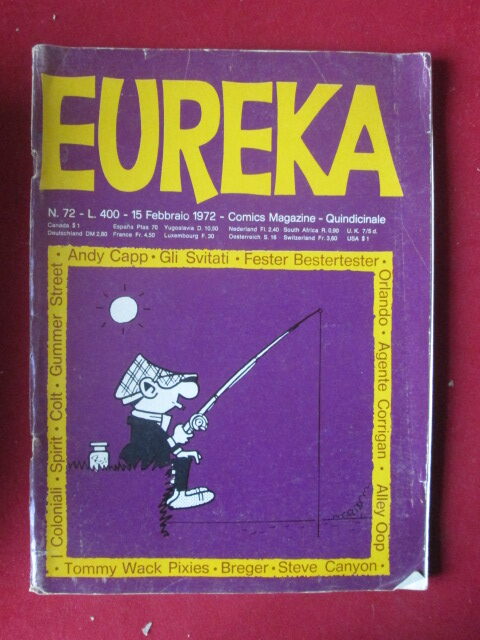 EUREKA
N. 72 - L. 400 - 15 Febbraio 1972 - Comics Magazine - Quindicinale
Canada $ 1 España Ptas 70 Yugoslavia D. 10,50 Nederland Fl. 2.40 South Africa R. 0,90 U. K. 7/5 d.
Deutschland DM 2,80 France Fr. 4,50 Luxembourg F. 30 Oesterreich S. 16 Switzerland Fr. 3,60 USA $ 1
• Andy Capp • Gli Svitati • Fester Bestertester •
Orlando • Agente Corrigan • Alley Oop
• Tommy Wack Pixies • Breger • Steve Canyon •
I Coloniali • Spirit • Colt • Gummer Street